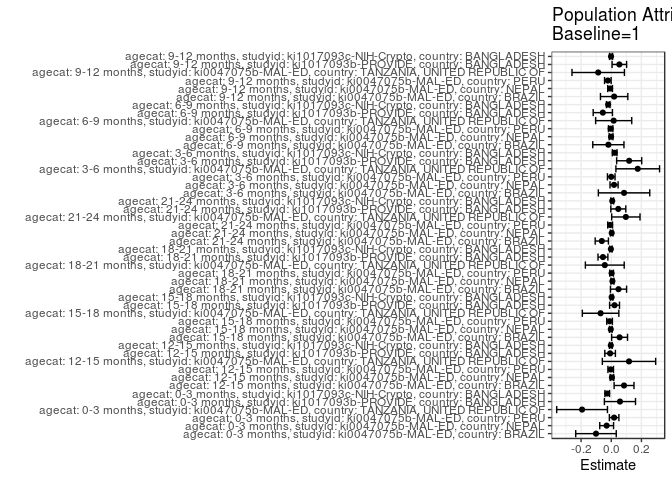 Population Attri
Baseline=1
agecat: 9-12 months, studyid: ki1017093c-NIH-Crypto, country: BANGLADESH
agecat: 9-12 months, studyid: ki1017093b-PROVIDE, country: BANGLADESH
agecat: 9-12 months, studyid: ki0047075b-MAL-ED, country: TANZANIA, UNITED REPUBLIC OF
agecat: 9-12 months, studyid: ki0047075b-MAL-ED, country: PERU
agecat: 9-12 months, studyid: ki0047075b-MAL-ED, country: NEPAL
agecat: 9-12 months, studyid: ki0047075b-MAL-ED, country: BRAZIL
agecat: 6-9 months, studyid: ki1017093c-NIH-Crypto, country: BANGLADESH
agecat: 6-9 months, studyid: ki1017093b-PROVIDE, country: BANGLADESH
agecat: 6-9 months, studyid: ki0047075b-MAL-ED, country: TANZANIA, UNITED REPUBLIC OF
agecat: 6-9 months, studyid: ki0047075b-MAL-ED, country: PERU
agecat: 6-9 months, studyid: ki0047075b-MAL-ED, country: NEPAL
agecat: 6-9 months, studyid: ki0047075b-MAL-ED, country: BRAZIL
agecat: 3-6 months, studyid: ki1017093c-NIH-Crypto, country: BANGLADESH
agecat: 3-6 months, studyid: ki1017093b-PROVIDE, country: BANGLADESH
agecat: 3-6 months, studyid: ki0047075b-MAL-ED, country: TANZANIA, UNITED REPUBLIC OF
agecat: 3-6 months, studyid: ki0047075b-MAL-ED, country: PERU
agecat: 3-6 months, studyid: ki0047075b-MAL-ED, country: NEPAL
agecat: 3-6 months, studyid: ki0047075b-MAL-ED, country: BRAZIL
agecat: 21-24 months, studyid: ki1017093c-NIH-Crypto, country: BANGLADESH
agecat: 21-24 months, studyid: ki1017093b-PROVIDE, country: BANGLADESH
agecat: 21-24 months, studyid: ki0047075b-MAL-ED, country: TANZANIA, UNITED REPUBLIC OF
agecat: 21-24 months, studyid: ki0047075b-MAL-ED, country: PERU
agecat: 21-24 months, studyid: ki0047075b-MAL-ED, country: NEPAL
agecat: 21-24 months, studyid: ki0047075b-MAL-ED, country: BRAZIL
agecat: 18-21 months, studyid: ki1017093c-NIH-Crypto, country: BANGLADESH
agecat: 18-21 months, studyid: ki1017093b-PROVIDE, country: BANGLADESH
agecat: 18-21 months, studyid: ki0047075b-MAL-ED, country: TANZANIA, UNITED REPUBLIC OF
agecat: 18-21 months, studyid: ki0047075b-MAL-ED, country: PERU
agecat: 18-21 months, studyid: ki0047075b-MAL-ED, country: NEPAL
agecat: 18-21 months, studyid: ki0047075b-MAL-ED, country: BRAZIL
agecat: 15-18 months, studyid: ki1017093c-NIH-Crypto, country: BANGLADESH
agecat: 15-18 months, studyid: ki1017093b-PROVIDE, country: BANGLADESH
agecat: 15-18 months, studyid: ki0047075b-MAL-ED, country: TANZANIA, UNITED REPUBLIC OF
agecat: 15-18 months, studyid: ki0047075b-MAL-ED, country: PERU
agecat: 15-18 months, studyid: ki0047075b-MAL-ED, country: NEPAL
agecat: 15-18 months, studyid: ki0047075b-MAL-ED, country: BRAZIL
agecat: 12-15 months, studyid: ki1017093c-NIH-Crypto, country: BANGLADESH
agecat: 12-15 months, studyid: ki1017093b-PROVIDE, country: BANGLADESH
agecat: 12-15 months, studyid: ki0047075b-MAL-ED, country: TANZANIA, UNITED REPUBLIC OF
agecat: 12-15 months, studyid: ki0047075b-MAL-ED, country: PERU
agecat: 12-15 months, studyid: ki0047075b-MAL-ED, country: NEPAL
agecat: 12-15 months, studyid: ki0047075b-MAL-ED, country: BRAZIL
agecat: 0-3 months, studyid: ki1017093c-NIH-Crypto, country: BANGLADESH
agecat: 0-3 months, studyid: ki1017093b-PROVIDE, country: BANGLADESH
agecat: 0-3 months, studyid: ki0047075b-MAL-ED, country: TANZANIA, UNITED REPUBLIC OF
agecat: 0-3 months, studyid: ki0047075b-MAL-ED, country: PERU
agecat: 0-3 months, studyid: ki0047075b-MAL-ED, country: NEPAL
agecat: 0-3 months, studyid: ki0047075b-MAL-ED, country: BRAZIL
-0.2 0.0 0.2
Estimate